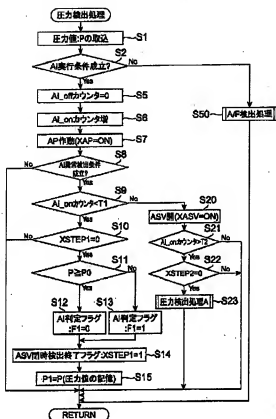 圧力検出処理
圧力値:Pの取込
S1
S2
AI実行条件成立?
No
Yes
AI_offカウンタ=0
S5
S50
A/F検出処理
AI_onカウンタ増
S6
AP作動(XAP=ON)
S7
S8
No
AI異常検出条件
成立?
Yes
S9
AI_onカウンタ<T1
No
Yes
S20
ASV開(XASV=ON)
S10
No
XSTEP1=0
Yes
S21
AI_onカウンタ>T2
No
Yes
S11
P≧P0
No
Yes
S22
XSTEP2=0
No
Yes
S12
S13
AI判定フラグ
:F1=0
AI判定フラグ
:F1=1
圧力検出処理A
S23
ASV閉時検出終了フラグ:XSTEP1=1
S14
P1=P(圧力値の記憶)
S15
RETURN